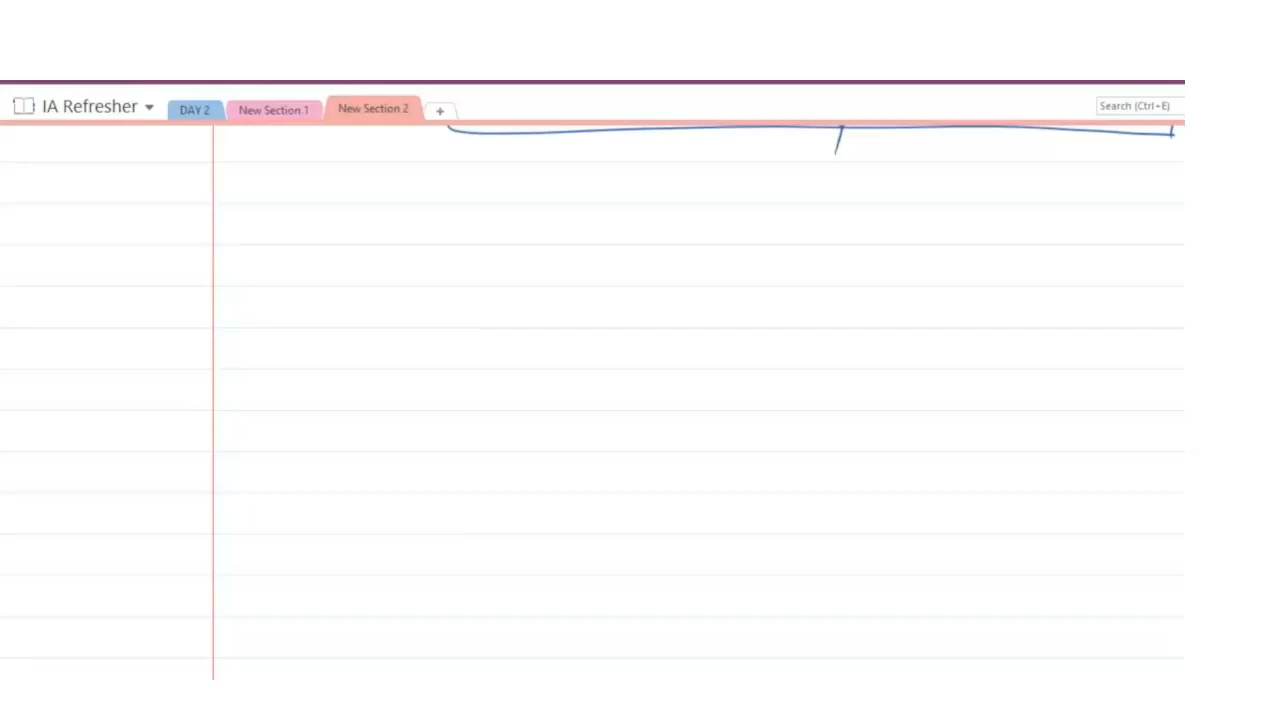 IA Refresher
DAY 2
New Section 1
New Section 2
+
Search (Ctrl+E)